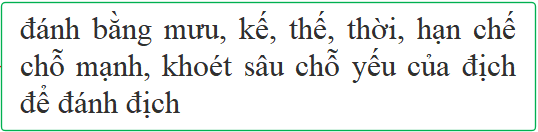 đánh bằng mưu, kế, thế, thời, hạn chế
chỗ mạnh, khoét sâu chỗ yếu của địch
để đánh địch